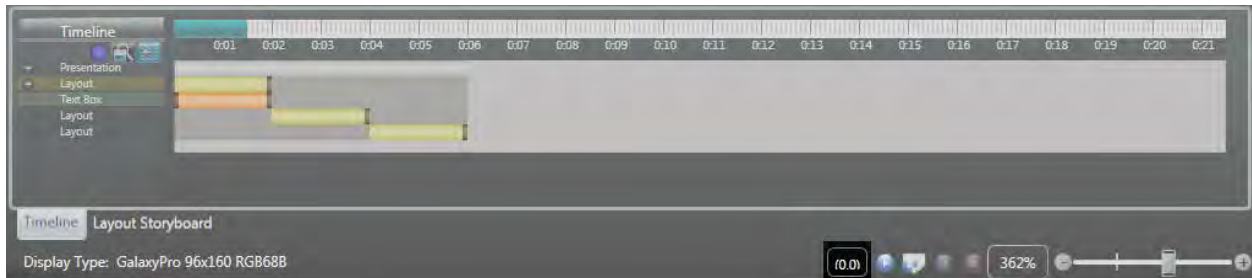 Timeline
0:01 0:02 0:03 0:04 0:05 0:06 0:07 0:08 0:09 0:10 0:11 0:12 0:13 0:14 0:15 0:16 0:17 0:18 0:19 0:20 0:21
Presentation
Layout
Text Box
Layout
Layout
Timeline Layout Storyboard
Display Type: GalaxyPro 96x160 RGB68B (0.0) 362%